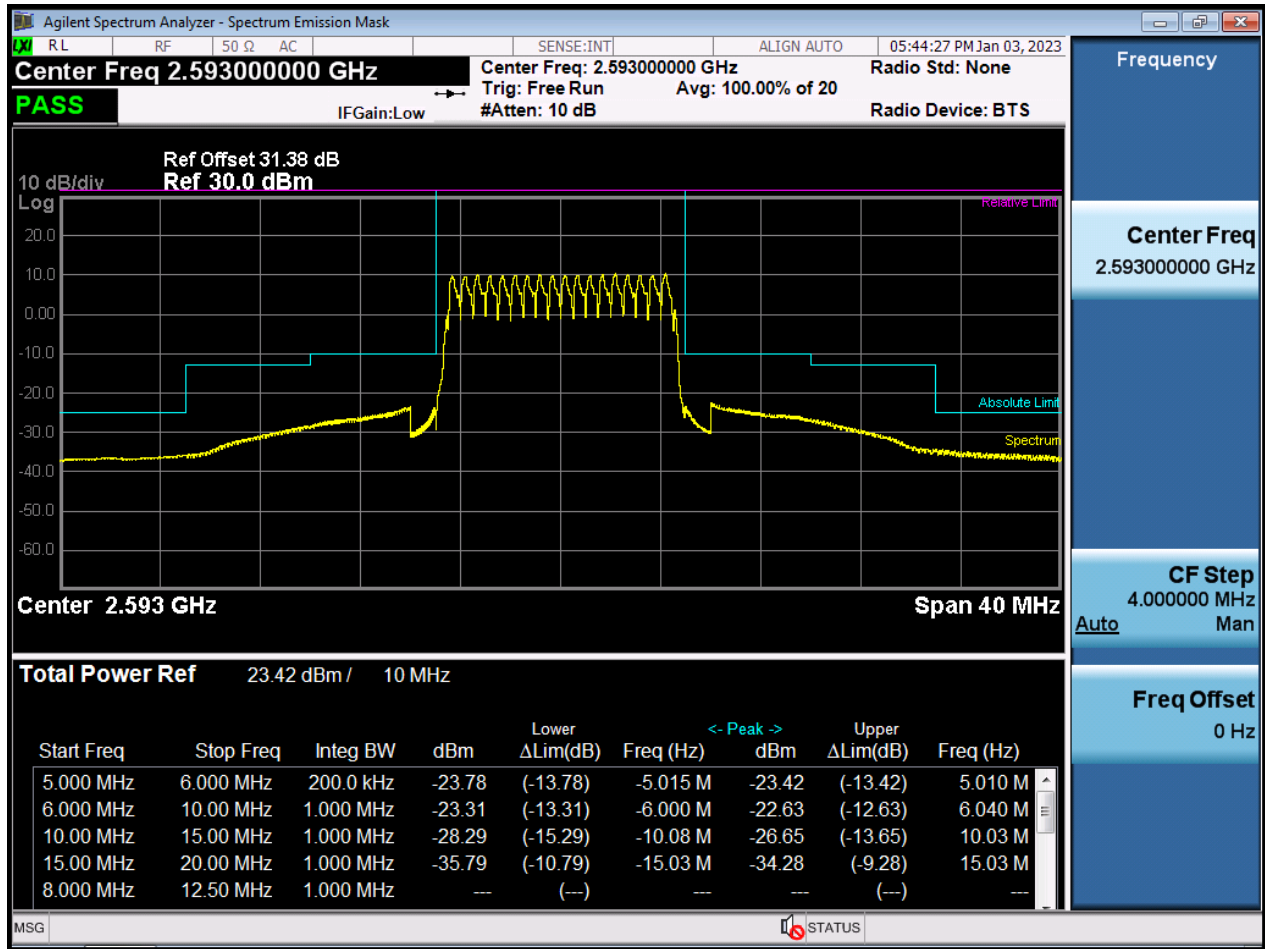 Agilent Spectrum Analyzer - Spectrum Emission Mask
LXI RL RF 50 Ω AC SENSE:INT ALIGN AUTO 05:44:27 PM Jan 03, 2023
Center Freq 2.593000000 GHz
Center Freq: 2.593000000 GHz Radio Std: None
Trig: Free Run Avg: 100.00% of 20
PASS
IFGain:Low #Atten: 10 dB Radio Device: BTS
Ref Offset 31.38 dB
10 dB/div Ref 30.0 dBm
Log
Relative Limit
20.0
10.0
0.00
-10.0
-20.0
Absolute Limit
-30.0
Spectrum
-40.0
-50.0
-60.0
Center 2.593 GHz Span 40 MHz
Total Power Ref 23.42 dBm / 10 MHz
Lower <- Peak -> Upper
Start Freq Stop Freq Integ BW dBm ΔLim(dB) Freq (Hz) dBm ΔLim(dB) Freq (Hz)
5.000 MHz 6.000 MHz 200.0 kHz -23.78 (-13.78) -5.015 M -23.42 (-13.42) 5.010 M
6.000 MHz 10.00 MHz 1.000 MHz -23.31 (-13.31) -6.000 M -22.63 (-12.63) 6.040 M
10.00 MHz 15.00 MHz 1.000 MHz -28.29 (-15.29) -10.08 M -26.65 (-13.65) 10.03 M
15.00 MHz 20.00 MHz 1.000 MHz -35.79 (-10.79) -15.03 M -34.28 (-9.28) 15.03 M
8.000 MHz 12.50 MHz 1.000 MHz --- (---) --- --- (---) ---
MSG STATUS
Frequency
Center Freq
2.593000000 GHz
CF Step
4.000000 MHz
Auto Man
Freq Offset
0 Hz